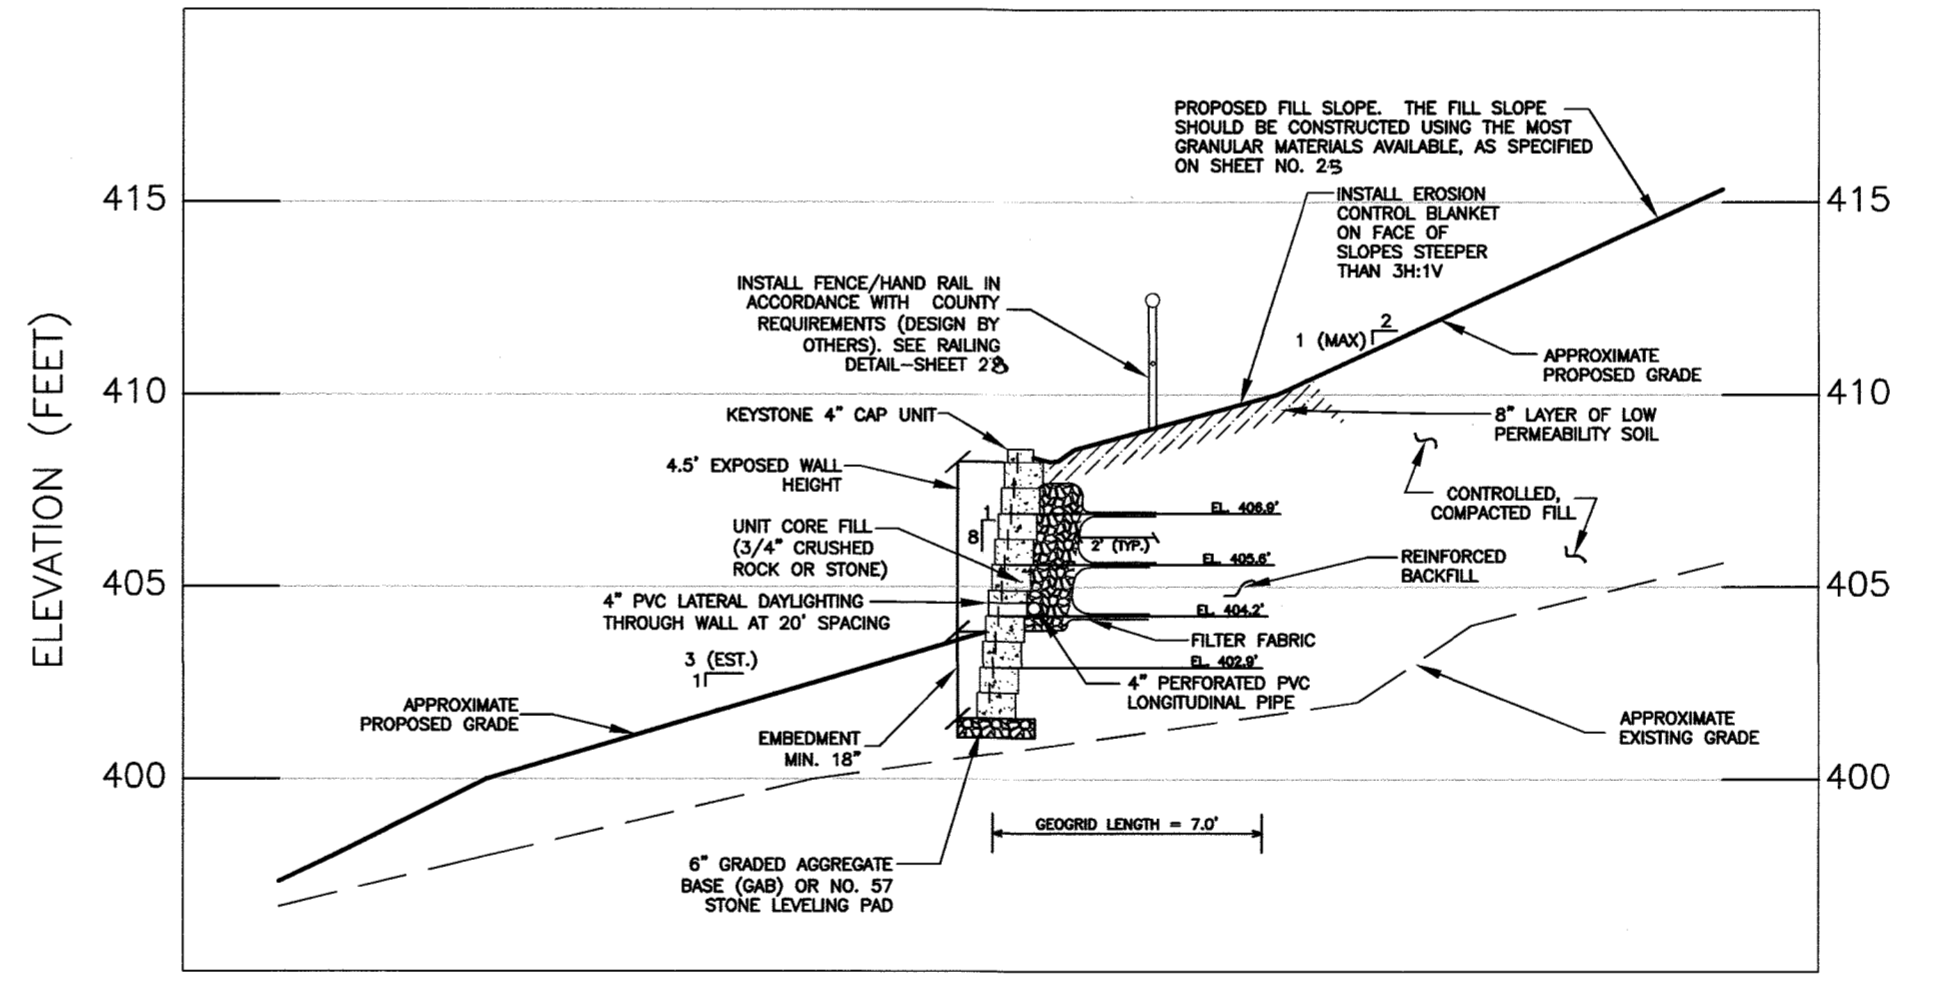 PROPOSED FILL SLOPE. THE FILL SLOPE
SHOULD BE CONSTRUCTED USING THE MOST
GRANULAR MATERIALS AVAILABLE, AS SPECIFIED
ON SHEET NO. 23
INSTALL EROSION
CONTROL BLANKET
ON FACE OF
SLOPES STEEPER
THAN 3H:1V
415
415
INSTALL FENCE/HAND RAIL IN
ACCORDANCE WITH COUNTY
REQUIREMENTS (DESIGN BY
OTHERS). SEE RAILING
DETAIL-SHEET 28
2
1 (MAX)
APPROXIMATE
PROPOSED GRADE
410
410
KEYSTONE 4" CAP UNIT
8" LAYER OF LOW
PERMEABILITY SOIL
4.5' EXPOSED WALL
HEIGHT
CONTROLLED,
COMPACTED FILL
EL. 406.9'
1
8
UNIT CORE FILL
(3/4" CRUSHED
ROCK OR STONE)
2' (TYP.)
EL. 405.6'
REINFORCED
BACKFILL
405
405
4" PVC LATERAL DAYLIGHTING
THROUGH WALL AT 20' SPACING
EL. 404.2'
FILTER FABRIC
3 (EST.)
1
EL. 402.9'
4" PERFORATED PVC
LONGITUDINAL PIPE
APPROXIMATE
PROPOSED GRADE
APPROXIMATE
EXISTING GRADE
EMBEDMENT
MIN. 18"
400
400
GEOGRID LENGTH = 7.0'
6" GRADED AGGREGATE
BASE (GAB) OR NO. 57
STONE LEVELING PAD
ELEVATION (FEET)